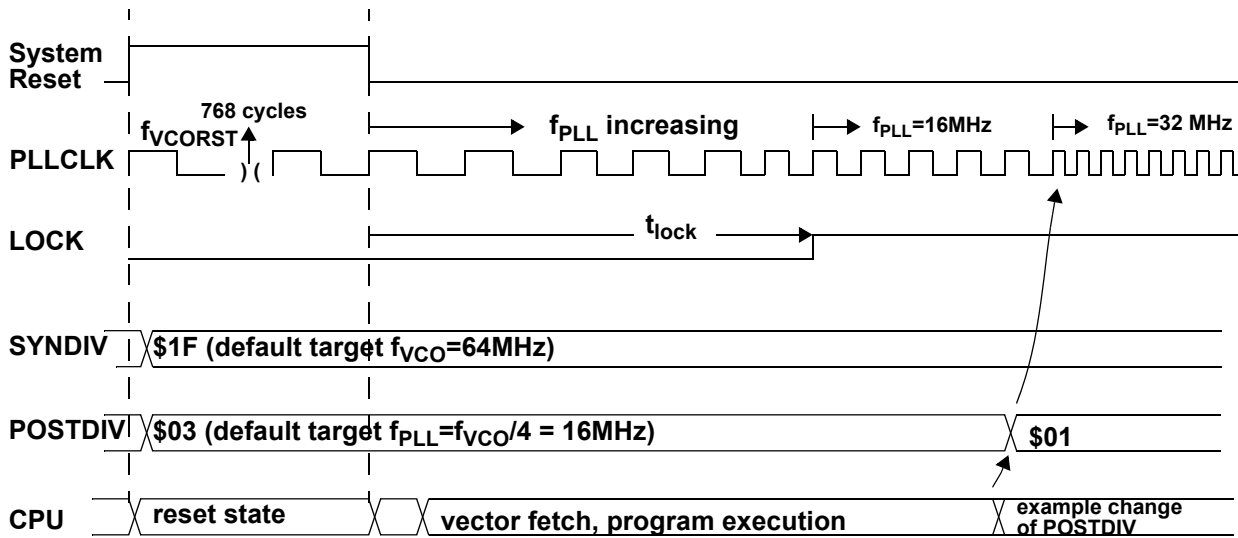 System
Reset
768 cycles
fVCORST
fPLL increasing
fPLL=16MHz
fPLL=32 MHz
PLLCLK
) (
LOCK
tlock
SYNDIV
$1F (default target fVCO=64MHz)
POSTDIV
$03 (default target fPLL=fVCO/4 = 16MHz)
$01
CPU
reset state
vector fetch, program execution
example change
of POSTDIV